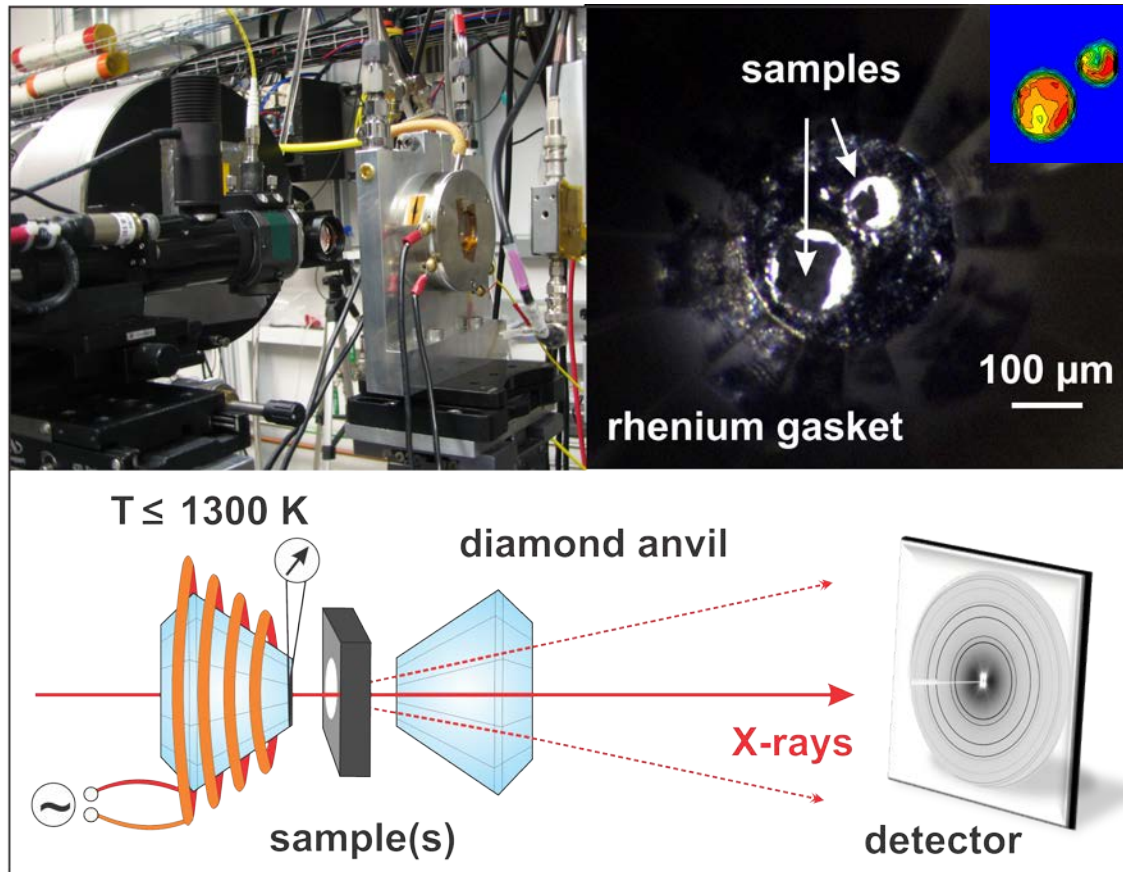 samples
100 µm
rhenium gasket
T ≤ 1300 K
diamond anvil
X-rays
~
sample(s)
detector